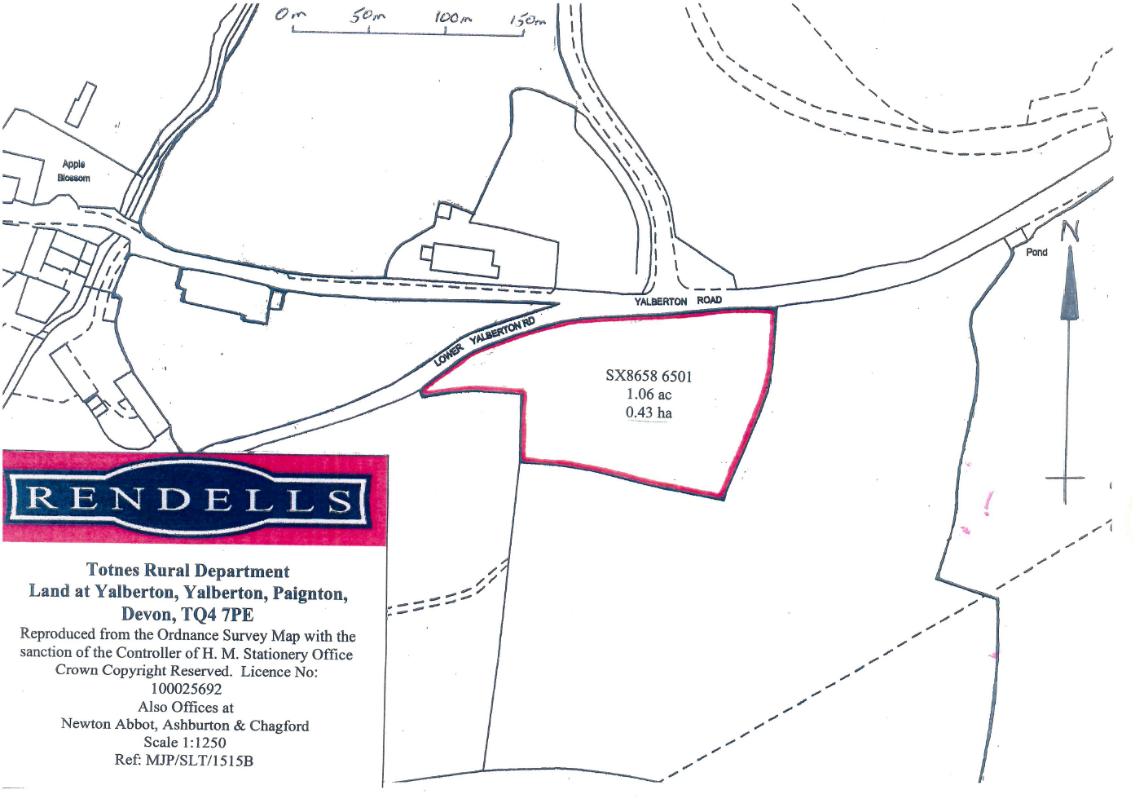 0m 50m 100m 150m
Apple
Blossom
N
Pond
YALBERTON ROAD
LOWER YALBERTON RD
SX8658 6501
1.06 ac
0.43 ha
RENDELLS
Totnes Rural Department
Land at Yalberton, Yalberton, Paignton,
Devon, TQ4 7PE
Reproduced from the Ordnance Survey Map with the
sanction of the Controller of H. M. Stationery Office
Crown Copyright Reserved. Licence No:
100025692
Also Offices at
Newton Abbot, Ashburton & Chagford
Scale 1:1250
Ref: MJP/SLT/1515B